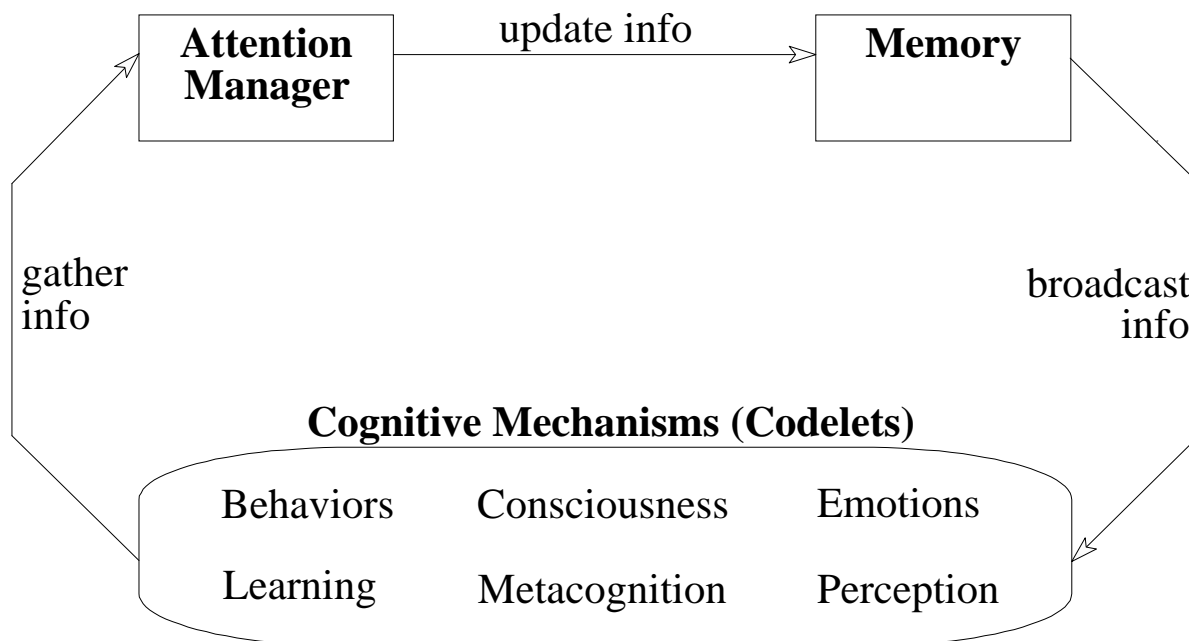 Attention
Manager
update info
Memory
gather
info
broadcast
info
Cognitive Mechanisms (Codelets)
Behaviors Consciousness Emotions
Learning Metacognition Perception